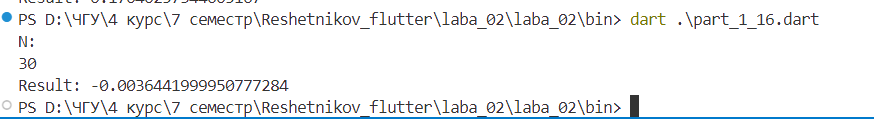 PS D:\ЧГУ\4 курс\7 семестр\Reshetnikov_flutter\laba_02\laba_02\bin> dart .\part_1_16.dart
N:
30
Result: -0.0036441999950777284
PS D:\ЧГУ\4 курс\7 семестр\Reshetnikov_flutter\laba_02\laba_02\bin>